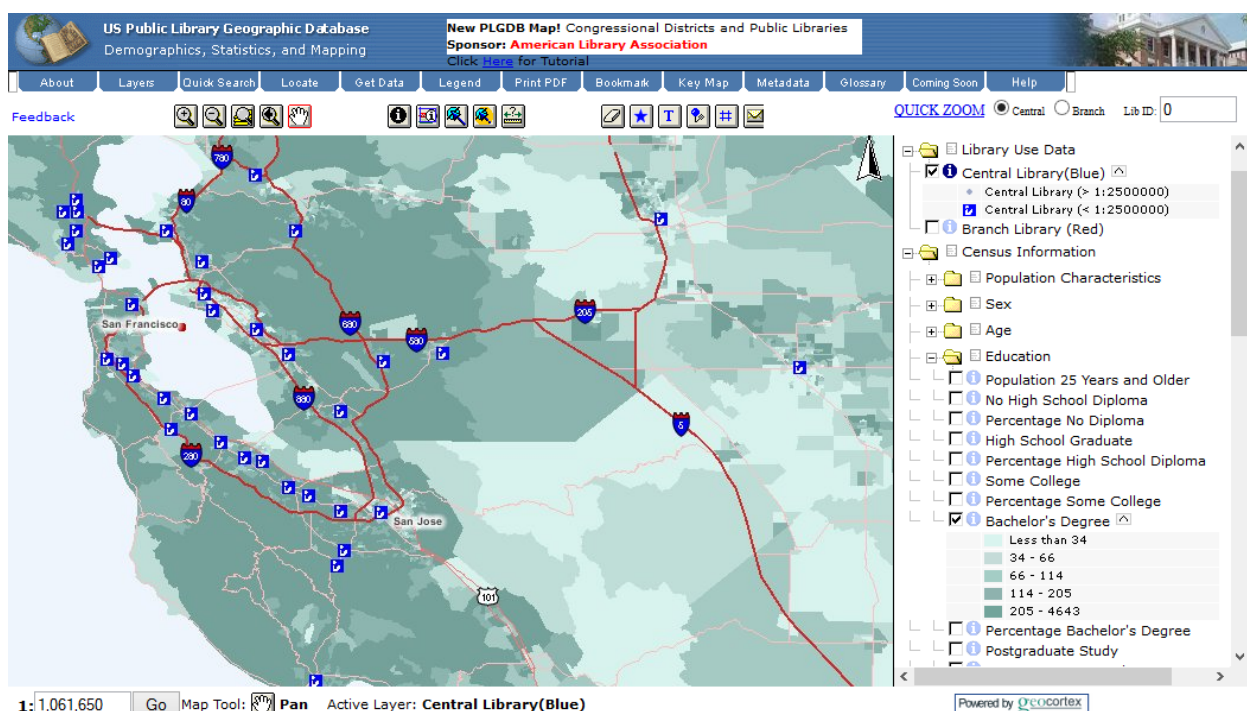 US Public Library Geographic Database
Demographics, Statistics, and Mapping
New PLGDB Map! Congressional Districts and Public Libraries
Sponsor: American Library Association
Click Here for Tutorial
About Layers Quick Search Locate Get Data Legend Print PDF Bookmark Key Map Metadata Glossary Coming Soon Help
Feedback
QUICK ZOOM Central Branch Lib ID: 0
780
80
San Francisco
680
580
205
880
5
280
San Jose
101
Library Use Data
Central Library(Blue)
Central Library (> 1:2500000)
Central Library (< 1:2500000)
Branch Library (Red)
Census Information
Population Characteristics
Sex
Age
Education
Population 25 Years and Older
No High School Diploma
Percentage No Diploma
High School Graduate
Percentage High School Diploma
Some College
Percentage Some College
Bachelor's Degree
Less than 34
34 - 66
66 - 114
114 - 205
205 - 4643
Percentage Bachelor's Degree
Postgraduate Study
1: 1,061,650 Go Map Tool: Pan Active Layer: Central Library(Blue)
Powered by geocortex